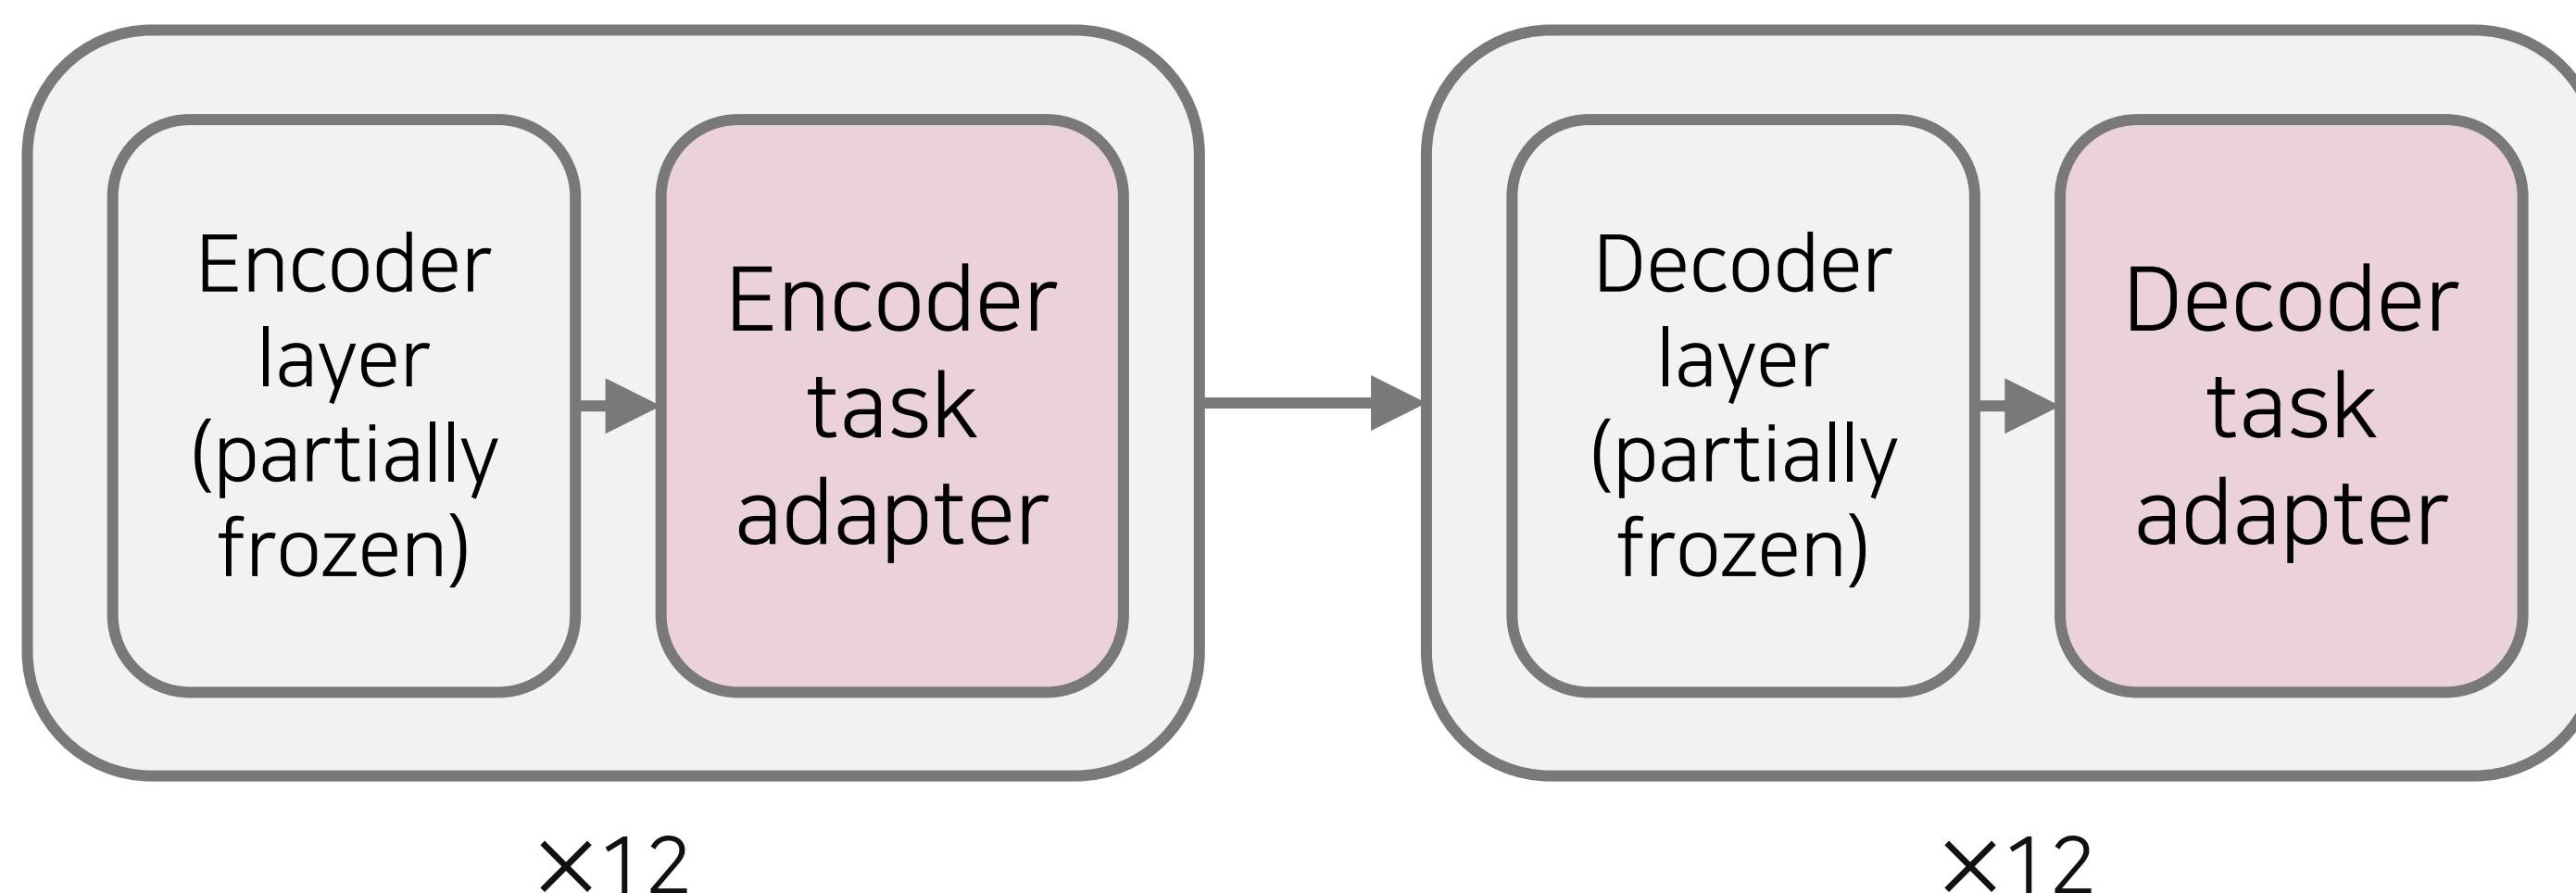 Encoder
layer
(partially
frozen)
Encoder
task
adapter
Decoder
layer
(partially
frozen)
Decoder
task
adapter
×12
×12